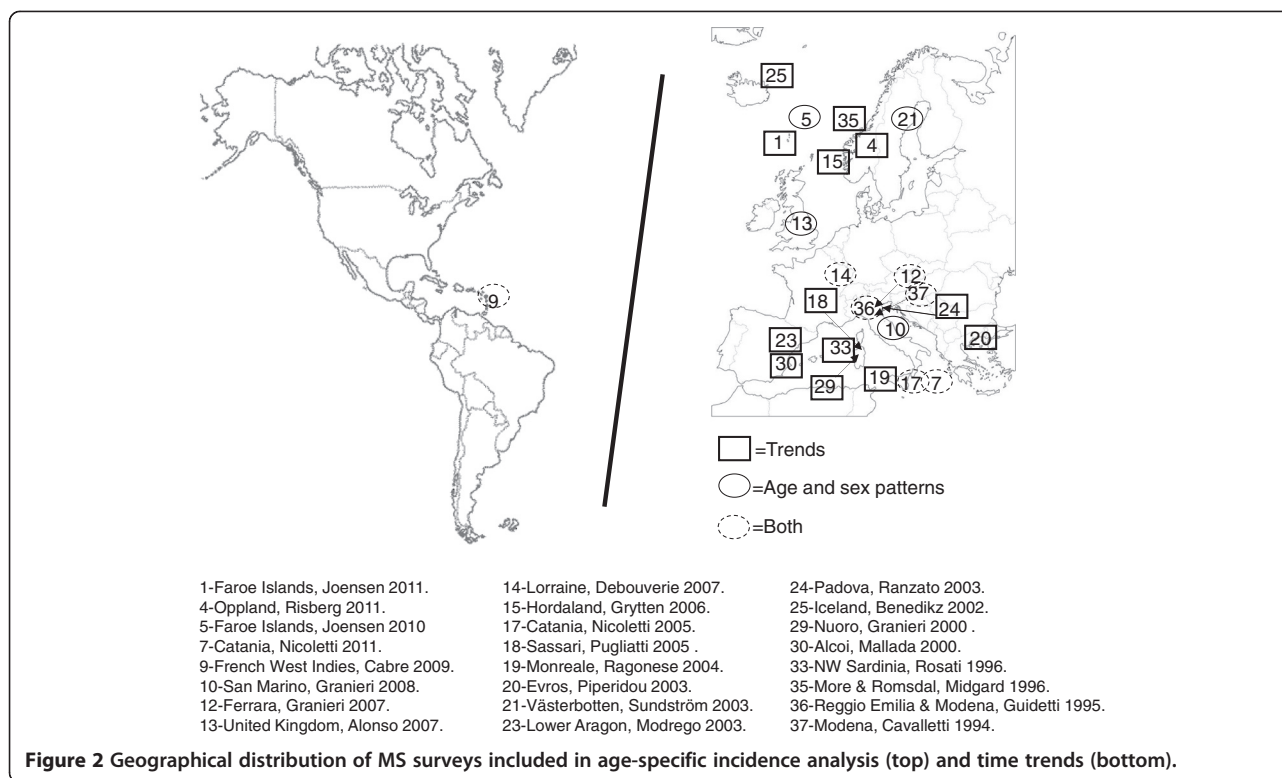 25
5
35
21
1
4
15
13
14
12
37
18
36
24
10
23
33
20
30
29
19
17
7
9
=Trends
=Age and sex patterns
=Both
1-Faroe Islands, Joensen 2011.
4-Oppland, Risberg 2011.
5-Faroe Islands, Joensen 2010
7-Catania, Nicoletti 2011.
9-French West Indies, Cabre 2009.
10-San Marino, Granieri 2008.
12-Ferrara, Granieri 2007.
13-United Kingdom, Alonso 2007.
14-Lorraine, Debouverie 2007.
15-Hordaland, Grytten 2006.
17-Catania, Nicoletti 2005.
18-Sassari, Pugliatti 2005 .
19-Monreale, Ragonese 2004.
20-Evros, Piperidou 2003.
21-Västerbotten, Sundström 2003.
23-Lower Aragon, Modrego 2003.
24-Padova, Ranzato 2003.
25-Iceland, Benedikz 2002.
29-Nuoro, Granieri 2000 .
30-Alcoi, Mallada 2000.
33-NW Sardinia, Rosati 1996.
35-More & Romsdal, Midgard 1996.
36-Reggio Emilia & Modena, Guidetti 1995.
37-Modena, Cavalletti 1994.
Figure 2 Geographical distribution of MS surveys included in age-specific incidence analysis (top) and time trends (bottom).